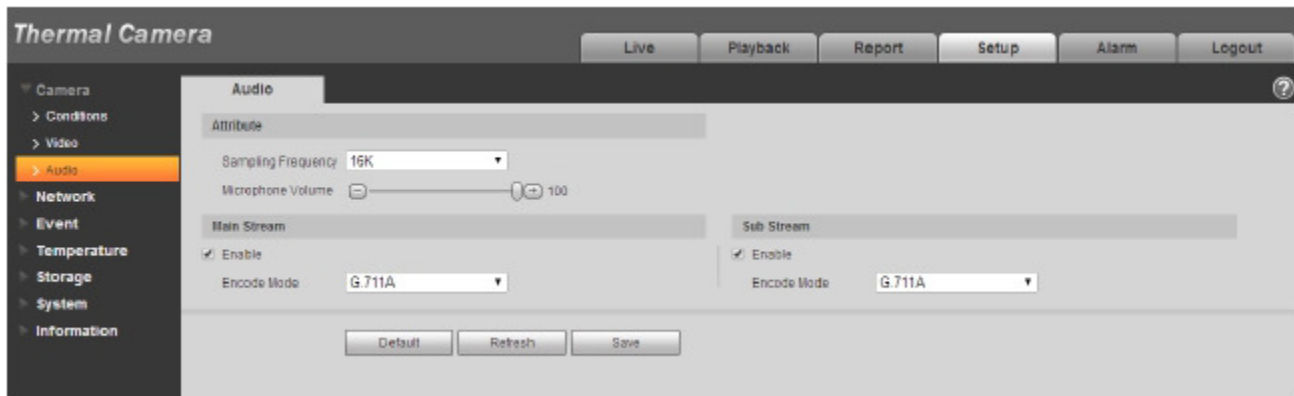 Thermal Camera
Live Playback Report Setup Alarm Logout
Camera
Conditions
Video
Audio
Network
Event
Temperature
Storage
System
Information
Audio
?
Attribute
Sampling Frequency 16K
Microphone Volume 100
Main Stream
Enable
Encode Mode G.711A
Sub Stream
Enable
Encode Mode G.711A
Default Refresh Save